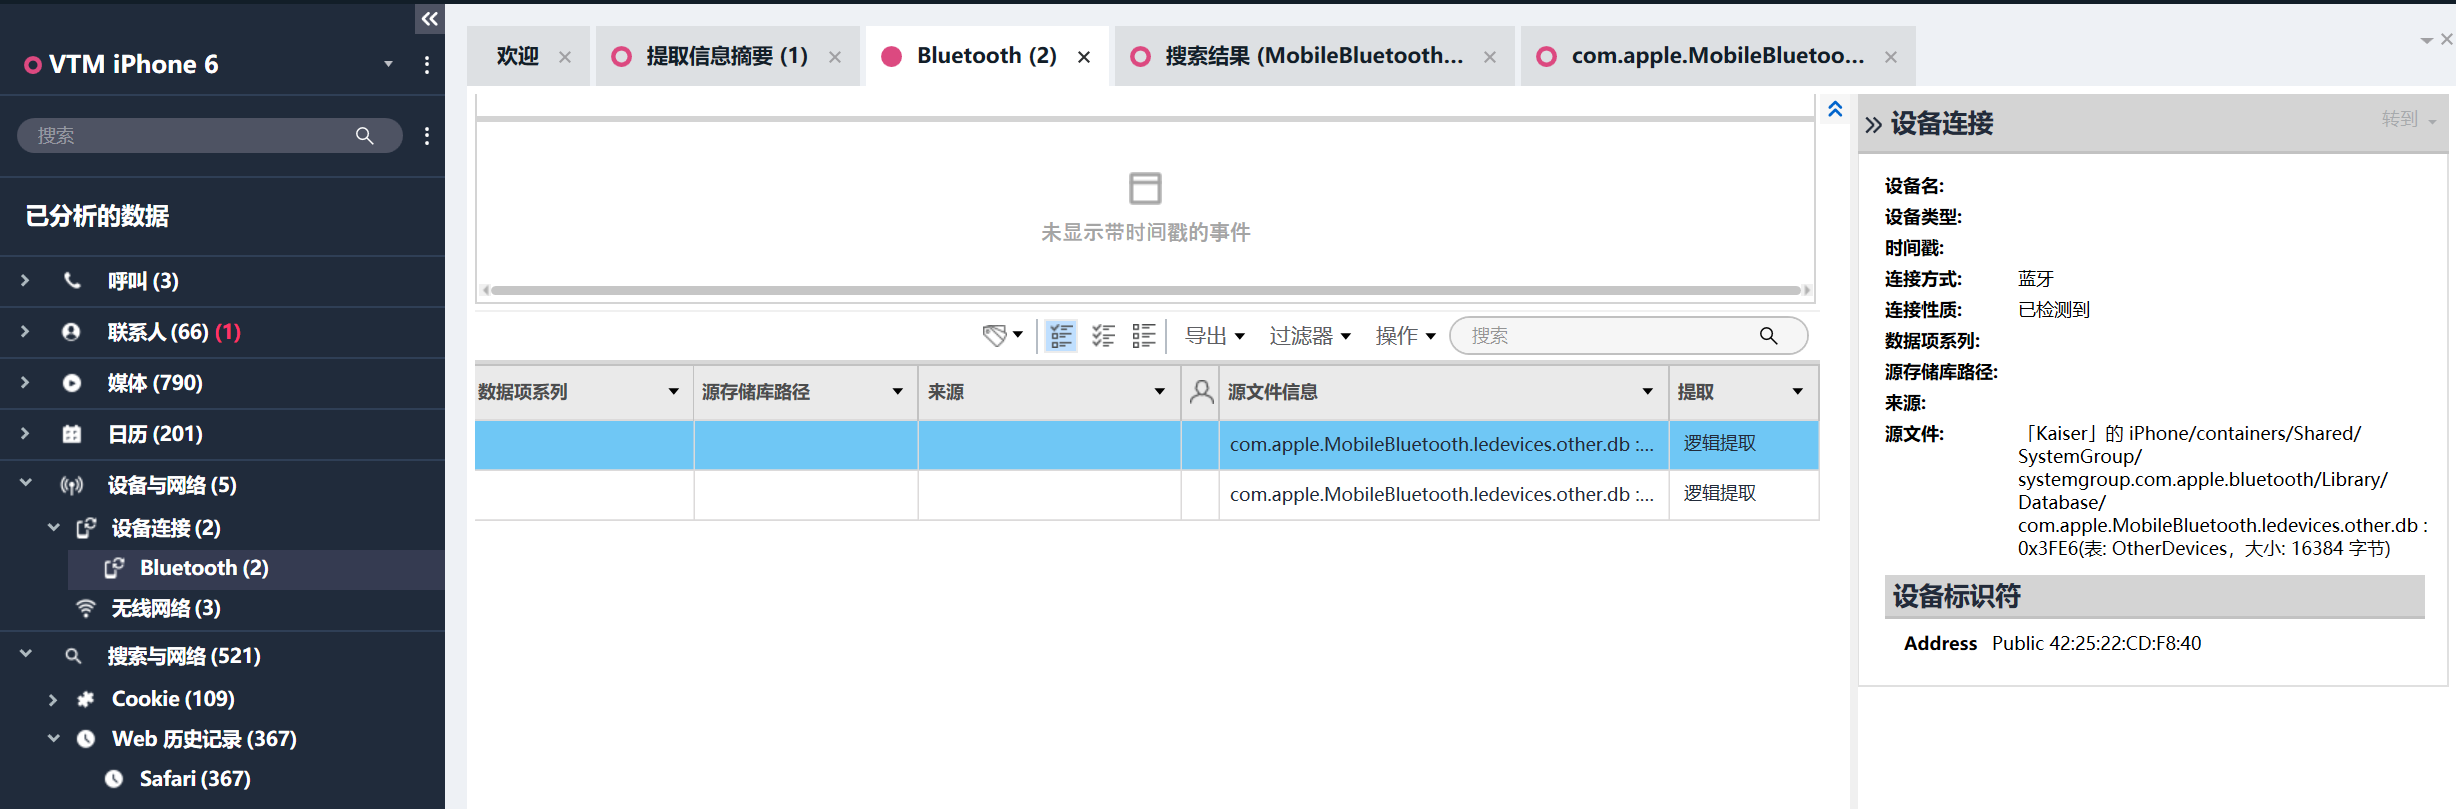 VTM iPhone 6
搜索
已分析的数据
呼叫 (3)
联系人 (66) (1)
媒体 (790)
日历 (201)
设备与网络 (5)
设备连接 (2)
Bluetooth (2)
无线网络 (3)
搜索与网络 (521)
Cookie (109)
Web 历史记录 (367)
Safari (367)
欢迎
提取信息摘要 (1)
Bluetooth (2)
搜索结果 (MobileBluetooth...
com.apple.MobileBluetoo...
未显示带时间戳的事件
导出 过滤器 操作 搜索
数据项系列 源存储库路径 来源 源文件信息 提取
com.apple.MobileBluetooth.ledevices.other.db :... 逻辑提取
com.apple.MobileBluetooth.ledevices.other.db :... 逻辑提取
设备连接 转到
设备名:
设备类型:
时间戳:
连接方式: 蓝牙
连接性质: 已检测到
数据项系列:
源存储库路径:
来源:
源文件: 「Kaiser」的 iPhone/containers/Shared/
SystemGroup/
systemgroup.com.apple.bluetooth/Library/
Database/
com.apple.MobileBluetooth.ledevices.other.db :
0x3FE6(表: OtherDevices，大小: 16384 字节)
设备标识符
Address Public 42:25:22:CD:F8:40